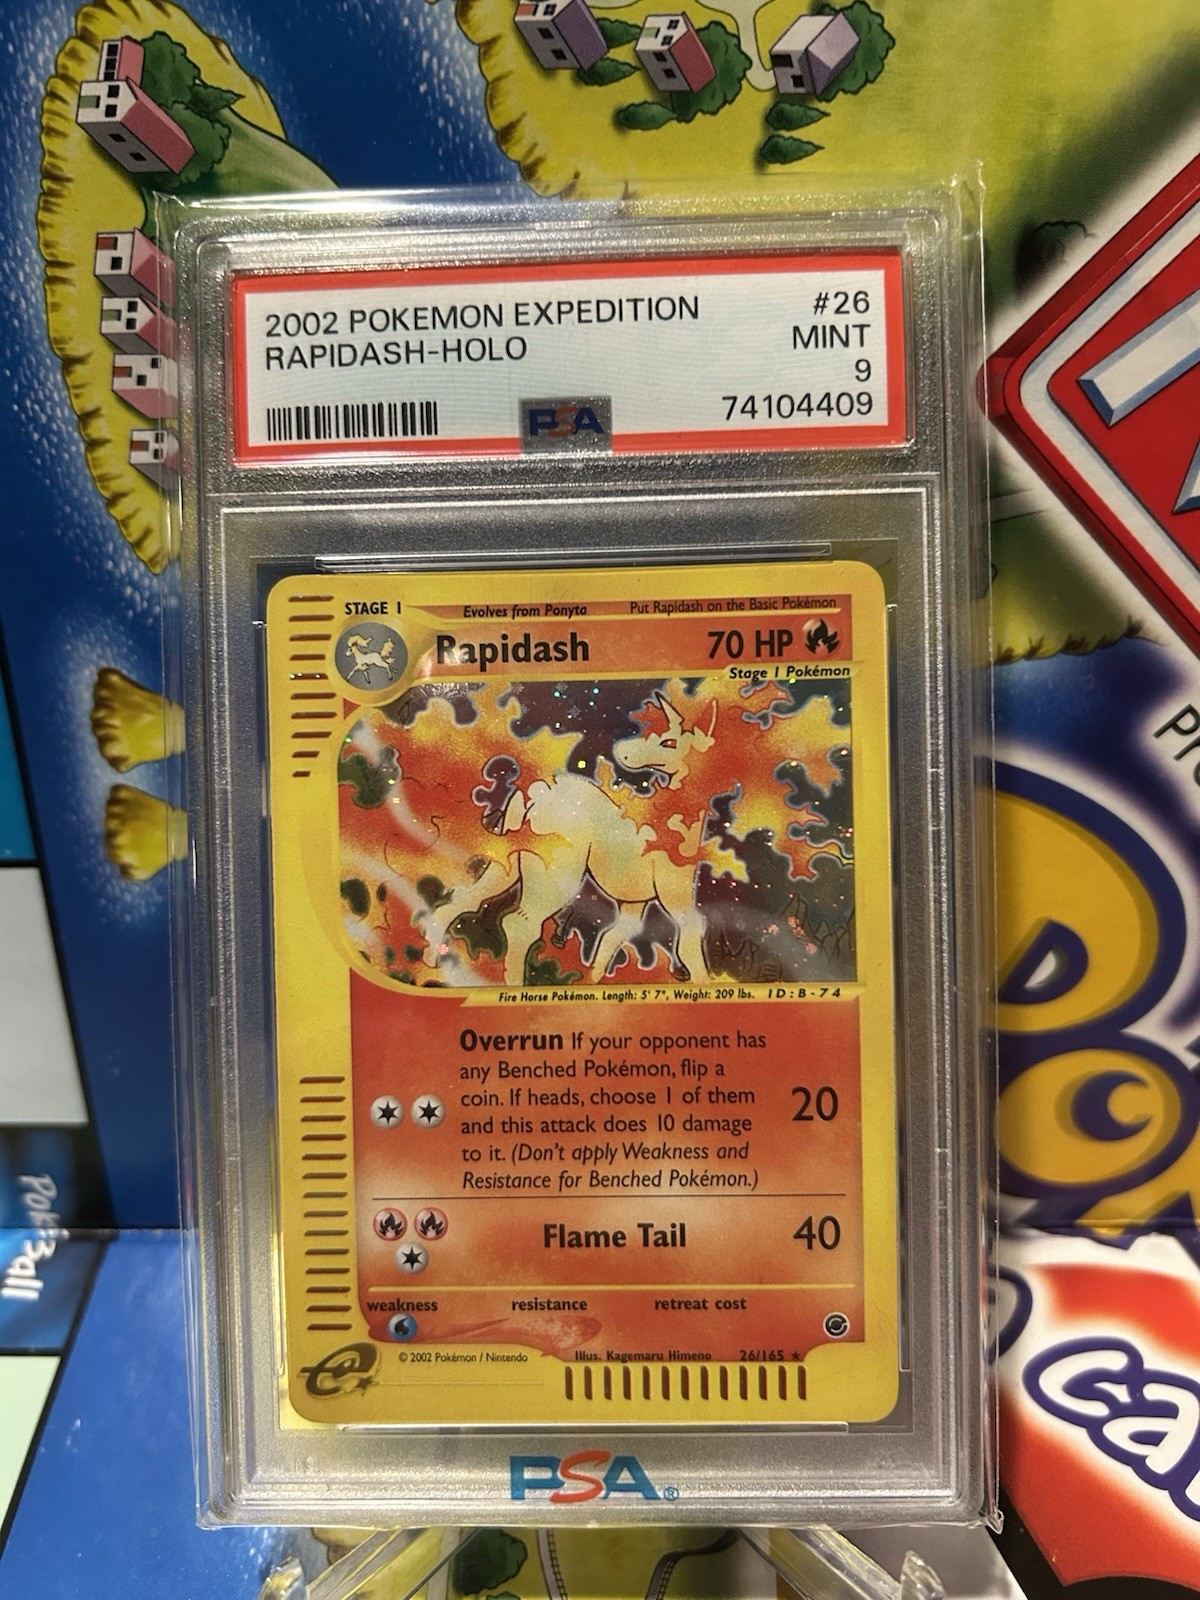 2002 POKEMON EXPEDITION #26
RAPIDASH-HOLO MINT
9
PSA 74104409
STAGE 1 Evolves from Ponyta Put Rapidash on the Basic Pokémon
Rapidash 70 HP
Stage 1 Pokémon
Fire Horse Pokémon. Length: 5' 7", Weight: 209 lbs. ID: B-74
Overrun If your opponent has
any Benched Pokémon, flip a
coin. If heads, choose 1 of them
and this attack does 10 damage
to it. (Don't apply Weakness and
Resistance for Benched Pokémon.)
20
Flame Tail 40
weakness resistance retreat cost
© 2002 Pokémon / Nintendo Illus. Kagemaru Himeno 26/165 ★
e
PSA®
Poké Ball